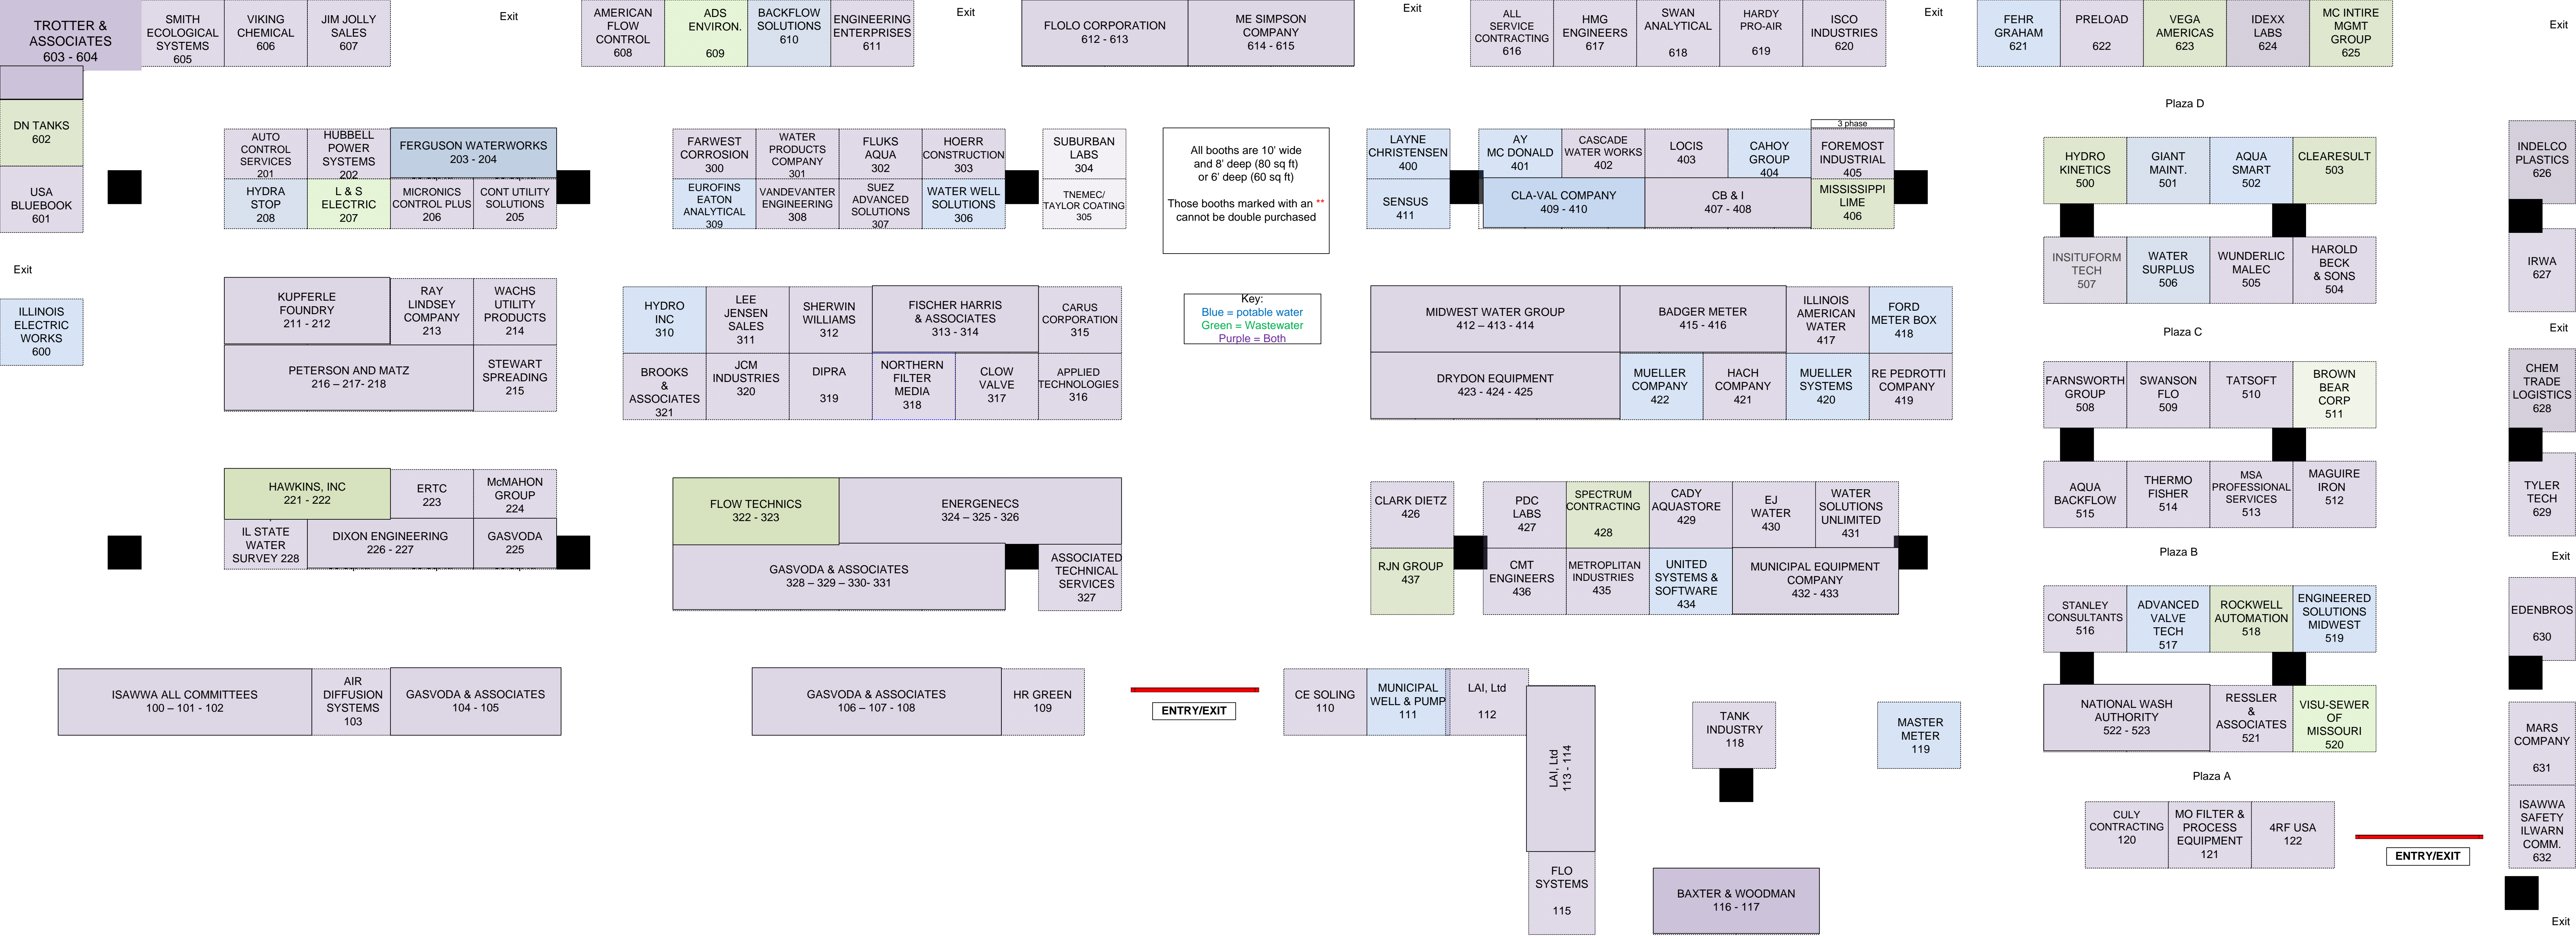 TROTTER &
ASSOCIATES
603 - 604
SMITH
ECOLOGICAL
SYSTEMS
605
VIKING
CHEMICAL
606
JIM JOLLY
SALES
607
Exit
AMERICAN
FLOW
CONTROL
608
ADS
ENVIRON.
609
BACKFLOW
SOLUTIONS
610
ENGINEERING
ENTERPRISES
611
Exit
FLOLO CORPORATION
612 - 613
ME SIMPSON
COMPANY
614 - 615
Exit
ALL
SERVICE
CONTRACTING
616
HMG
ENGINEERS
617
SWAN
ANALYTICAL
618
HARDY
PRO-AIR
619
ISCO
INDUSTRIES
620
Exit
FEHR
GRAHAM
621
PRELOAD
622
VEGA
AMERICAS
623
IDEXX
LABS
624
MC INTIRE
MGMT
GROUP
625
Exit
DN TANKS
602
USA
BLUEBOOK
601
Exit
ILLINOIS
ELECTRIC
WORKS
600
AUTO
CONTROL
SERVICES
201
HUBBELL
POWER
SYSTEMS
202
FERGUSON WATERWORKS
203 - 204
HYDRA
STOP
208
L & S
ELECTRIC
207
MICRONICS
CONTROL PLUS
206
CONT UTILITY
SOLUTIONS
205
FARWEST
CORROSION
300
WATER
PRODUCTS
COMPANY
301
FLUKS
AQUA
302
HOERR
CONSTRUCTION
303
SUBURBAN
LABS
304
EUROFINS
EATON
ANALYTICAL
309
VANDEVANTER
ENGINEERING
308
SUEZ
ADVANCED
SOLUTIONS
307
WATER WELL
SOLUTIONS
306
TNEMEC/
TAYLOR COATING
305
All booths are 10' wide
and 8' deep (80 sq ft)
or 6' deep (60 sq ft)
Those booths marked with an **
cannot be double purchased
LAYNE
CHRISTENSEN
400
SENSUS
411
AY
MC DONALD
401
CASCADE
WATER WORKS
402
LOCIS
403
CAHOY
GROUP
404
3 phase
FOREMOST
INDUSTRIAL
405
CLA-VAL COMPANY
409 - 410
CB & I
407 - 408
MISSISSIPPI
LIME
406
Plaza D
HYDRO
KINETICS
500
GIANT
MAINT.
501
AQUA
SMART
502
CLEARESULT
503
INSITUFORM
TECH
507
WATER
SURPLUS
506
WUNDERLIC
MALEC
505
HAROLD
BECK
& SONS
504
INDELCO
PLASTICS
626
IRWA
627
Exit
KUPFERLE
FOUNDRY
211 - 212
RAY
LINDSEY
COMPANY
213
WACHS
UTILITY
PRODUCTS
214
PETERSON AND MATZ
216 – 217- 218
STEWART
SPREADING
215
HYDRO
INC
310
LEE
JENSEN
SALES
311
SHERWIN
WILLIAMS
312
FISCHER HARRIS
& ASSOCIATES
313 - 314
CARUS
CORPORATION
315
BROOKS
&
ASSOCIATES
321
JCM
INDUSTRIES
320
DIPRA
319
NORTHERN
FILTER
MEDIA
318
CLOW
VALVE
317
APPLIED
TECHNOLOGIES
316
Key:
Blue = potable water
Green = Wastewater
Purple = Both
MIDWEST WATER GROUP
412 – 413 - 414
BADGER METER
415 - 416
ILLINOIS
AMERICAN
WATER
417
FORD
METER BOX
418
DRYDON EQUIPMENT
423 - 424 - 425
MUELLER
COMPANY
422
HACH
COMPANY
421
MUELLER
SYSTEMS
420
RE PEDROTTI
COMPANY
419
Plaza C
FARNSWORTH
GROUP
508
SWANSON
FLO
509
TATSOFT
510
BROWN
BEAR
CORP
511
AQUA
BACKFLOW
515
THERMO
FISHER
514
MSA
PROFESSIONAL
SERVICES
513
MAGUIRE
IRON
512
CHEM
TRADE
LOGISTICS
628
TYLER
TECH
629
Exit
HAWKINS, INC
221 - 222
ERTC
223
McMAHON
GROUP
224
IL STATE
WATER
SURVEY 228
DIXON ENGINEERING
226 - 227
GASVODA
225
FLOW TECHNICS
322 - 323
ENERGENECS
324 – 325 - 326
GASVODA & ASSOCIATES
328 – 329 – 330- 331
ASSOCIATED
TECHNICAL
SERVICES
327
CLARK DIETZ
426
RJN GROUP
437
PDC
LABS
427
SPECTRUM
CONTRACTING
428
CADY
AQUASTORE
429
EJ
WATER
430
WATER
SOLUTIONS
UNLIMITED
431
CMT
ENGINEERS
436
METROPLITAN
INDUSTRIES
435
UNITED
SYSTEMS &
SOFTWARE
434
MUNICIPAL EQUIPMENT
COMPANY
432 - 433
Plaza B
STANLEY
CONSULTANTS
516
ADVANCED
VALVE
TECH
517
ROCKWELL
AUTOMATION
518
ENGINEERED
SOLUTIONS
MIDWEST
519
NATIONAL WASH
AUTHORITY
522 - 523
RESSLER
&
ASSOCIATES
521
VISU-SEWER
OF
MISSOURI
520
EDENBROS
630
MARS
COMPANY
631
ISAWWA
SAFETY
ILWARN
COMM.
632
ISAWWA ALL COMMITTEES
100 – 101 - 102
AIR
DIFFUSION
SYSTEMS
103
GASVODA & ASSOCIATES
104 - 105
GASVODA & ASSOCIATES
106 – 107 - 108
HR GREEN
109
ENTRY/EXIT
CE SOLING
110
MUNICIPAL
WELL & PUMP
111
LAI, Ltd
112
LAI, Ltd
113 - 114
FLO
SYSTEMS
115
TANK
INDUSTRY
118
MASTER
METER
119
BAXTER & WOODMAN
116 - 117
Plaza A
CULY
CONTRACTING
120
MO FILTER &
PROCESS
EQUIPMENT
121
4RF USA
122
ENTRY/EXIT
Exit